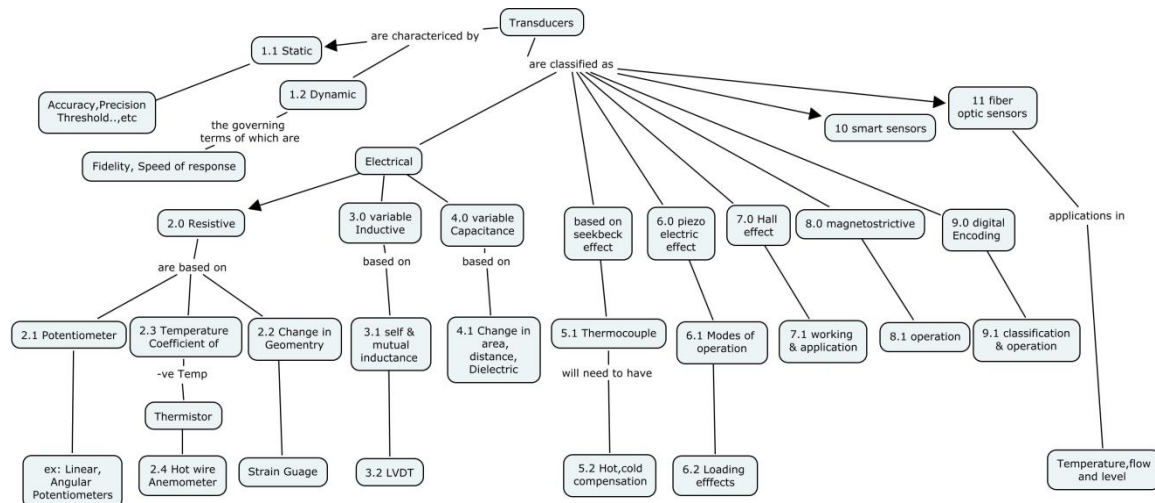 Transducers
are charactericed by
1.1 Static
are classified as
1.2 Dynamic
Accuracy,Precision
Threshold..,etc
11 fiber
optic sensors
10 smart sensors
the governing
terms of which are
Fidelity, Speed of response
Electrical
2.0 Resistive
3.0 variable
Inductive
4.0 variable
Capacitance
based on
seekbeck
effect
6.0 piezo
electric
effect
7.0 Hall
effect
8.0 magnetostrictive
9.0 digital
Encoding
applications in
are based on
based on
based on
2.1 Potentiometer
2.3 Temperature
Coefficient of
2.2 Change in
Geomentry
3.1 self &
mutual
inductance
4.1 Change in
area,
distance,
Dielectric
5.1 Thermocouple
6.1 Modes of
operation
7.1 working
& application
8.1 operation
9.1 classification
& operation
-ve Temp
will need to have
Thermistor
ex: Linear,
Angular
Potentiometers
2.4 Hot wire
Anemometer
Strain Guage
3.2 LVDT
5.2 Hot,cold
compensation
6.2 Loading
efffects
Temperature,flow
and level